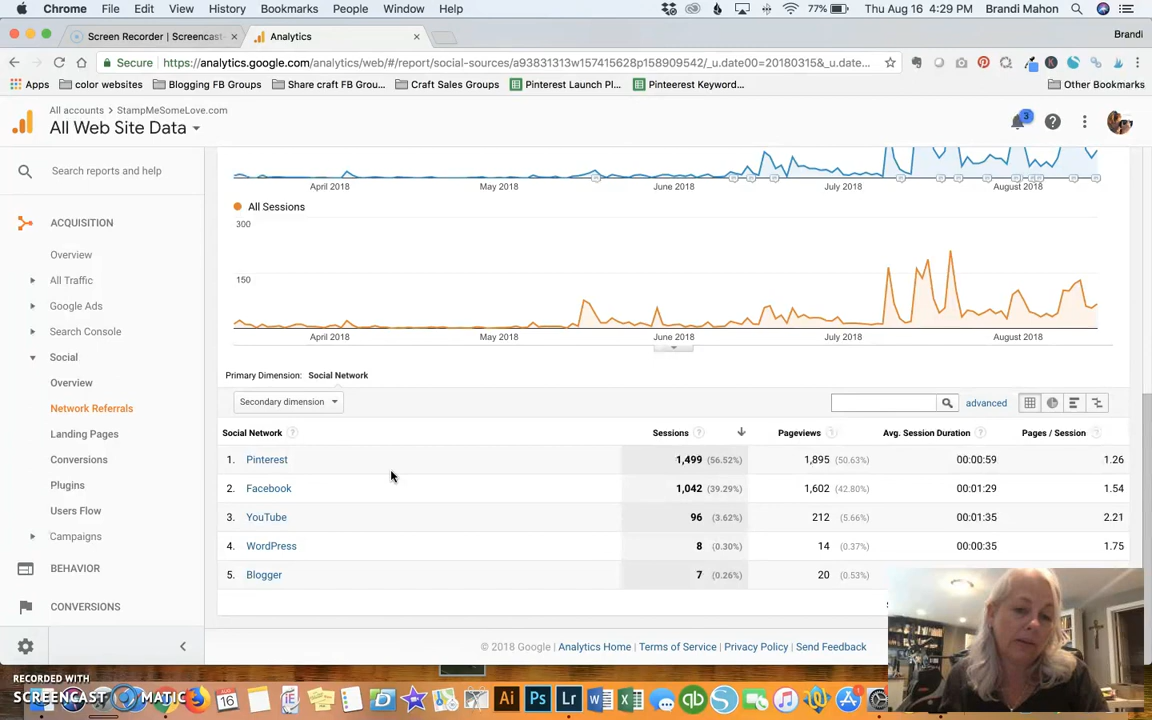 Chrome File Edit View History Bookmarks People Window Help 77% Thu Aug 16 4:29 PM Brandi Mahon
Screen Recorder | Screencast- × Analytics × Brandi
Secure https://analytics.google.com/analytics/web/#/report/social-sources/a93831313w157415628p158909542/_u.date00=20180315&_u.date...
Apps color websites Blogging FB Groups Share craft FB Grou... Craft Sales Groups Pinterest Launch Pl... Pinteerest Keyword... Other Bookmarks
All accounts > StampMeSomeLove.com
All Web Site Data
3
Search reports and help
April 2018 May 2018 June 2018 July 2018 August 2018
All Sessions
300
150
April 2018 May 2018 June 2018 July 2018 August 2018
ACQUISITION
Overview
All Traffic
Google Ads
Search Console
Social
Overview
Network Referrals
Landing Pages
Conversions
Plugins
Users Flow
Campaigns
BEHAVIOR
CONVERSIONS
Primary Dimension: Social Network
Secondary dimension advanced
Social Network ? Sessions ? Pageviews ? Avg. Session Duration ? Pages / Session ?
1. Pinterest 1,499 (56.52%) 1,895 (50.63%) 00:00:59 1.26
2. Facebook 1,042 (39.29%) 1,602 (42.80%) 00:01:29 1.54
3. YouTube 96 (3.62%) 212 (5.66%) 00:01:35 2.21
4. WordPress 8 (0.30%) 14 (0.37%) 00:00:35 1.75
5. Blogger 7 (0.26%) 20 (0.53%)
© 2018 Google | Analytics Home | Terms of Service | Privacy Policy | Send Feedback
RECORDED WITH
SCREENCAST MATIC
AUG
16
Ai Ps Lr W X qb S